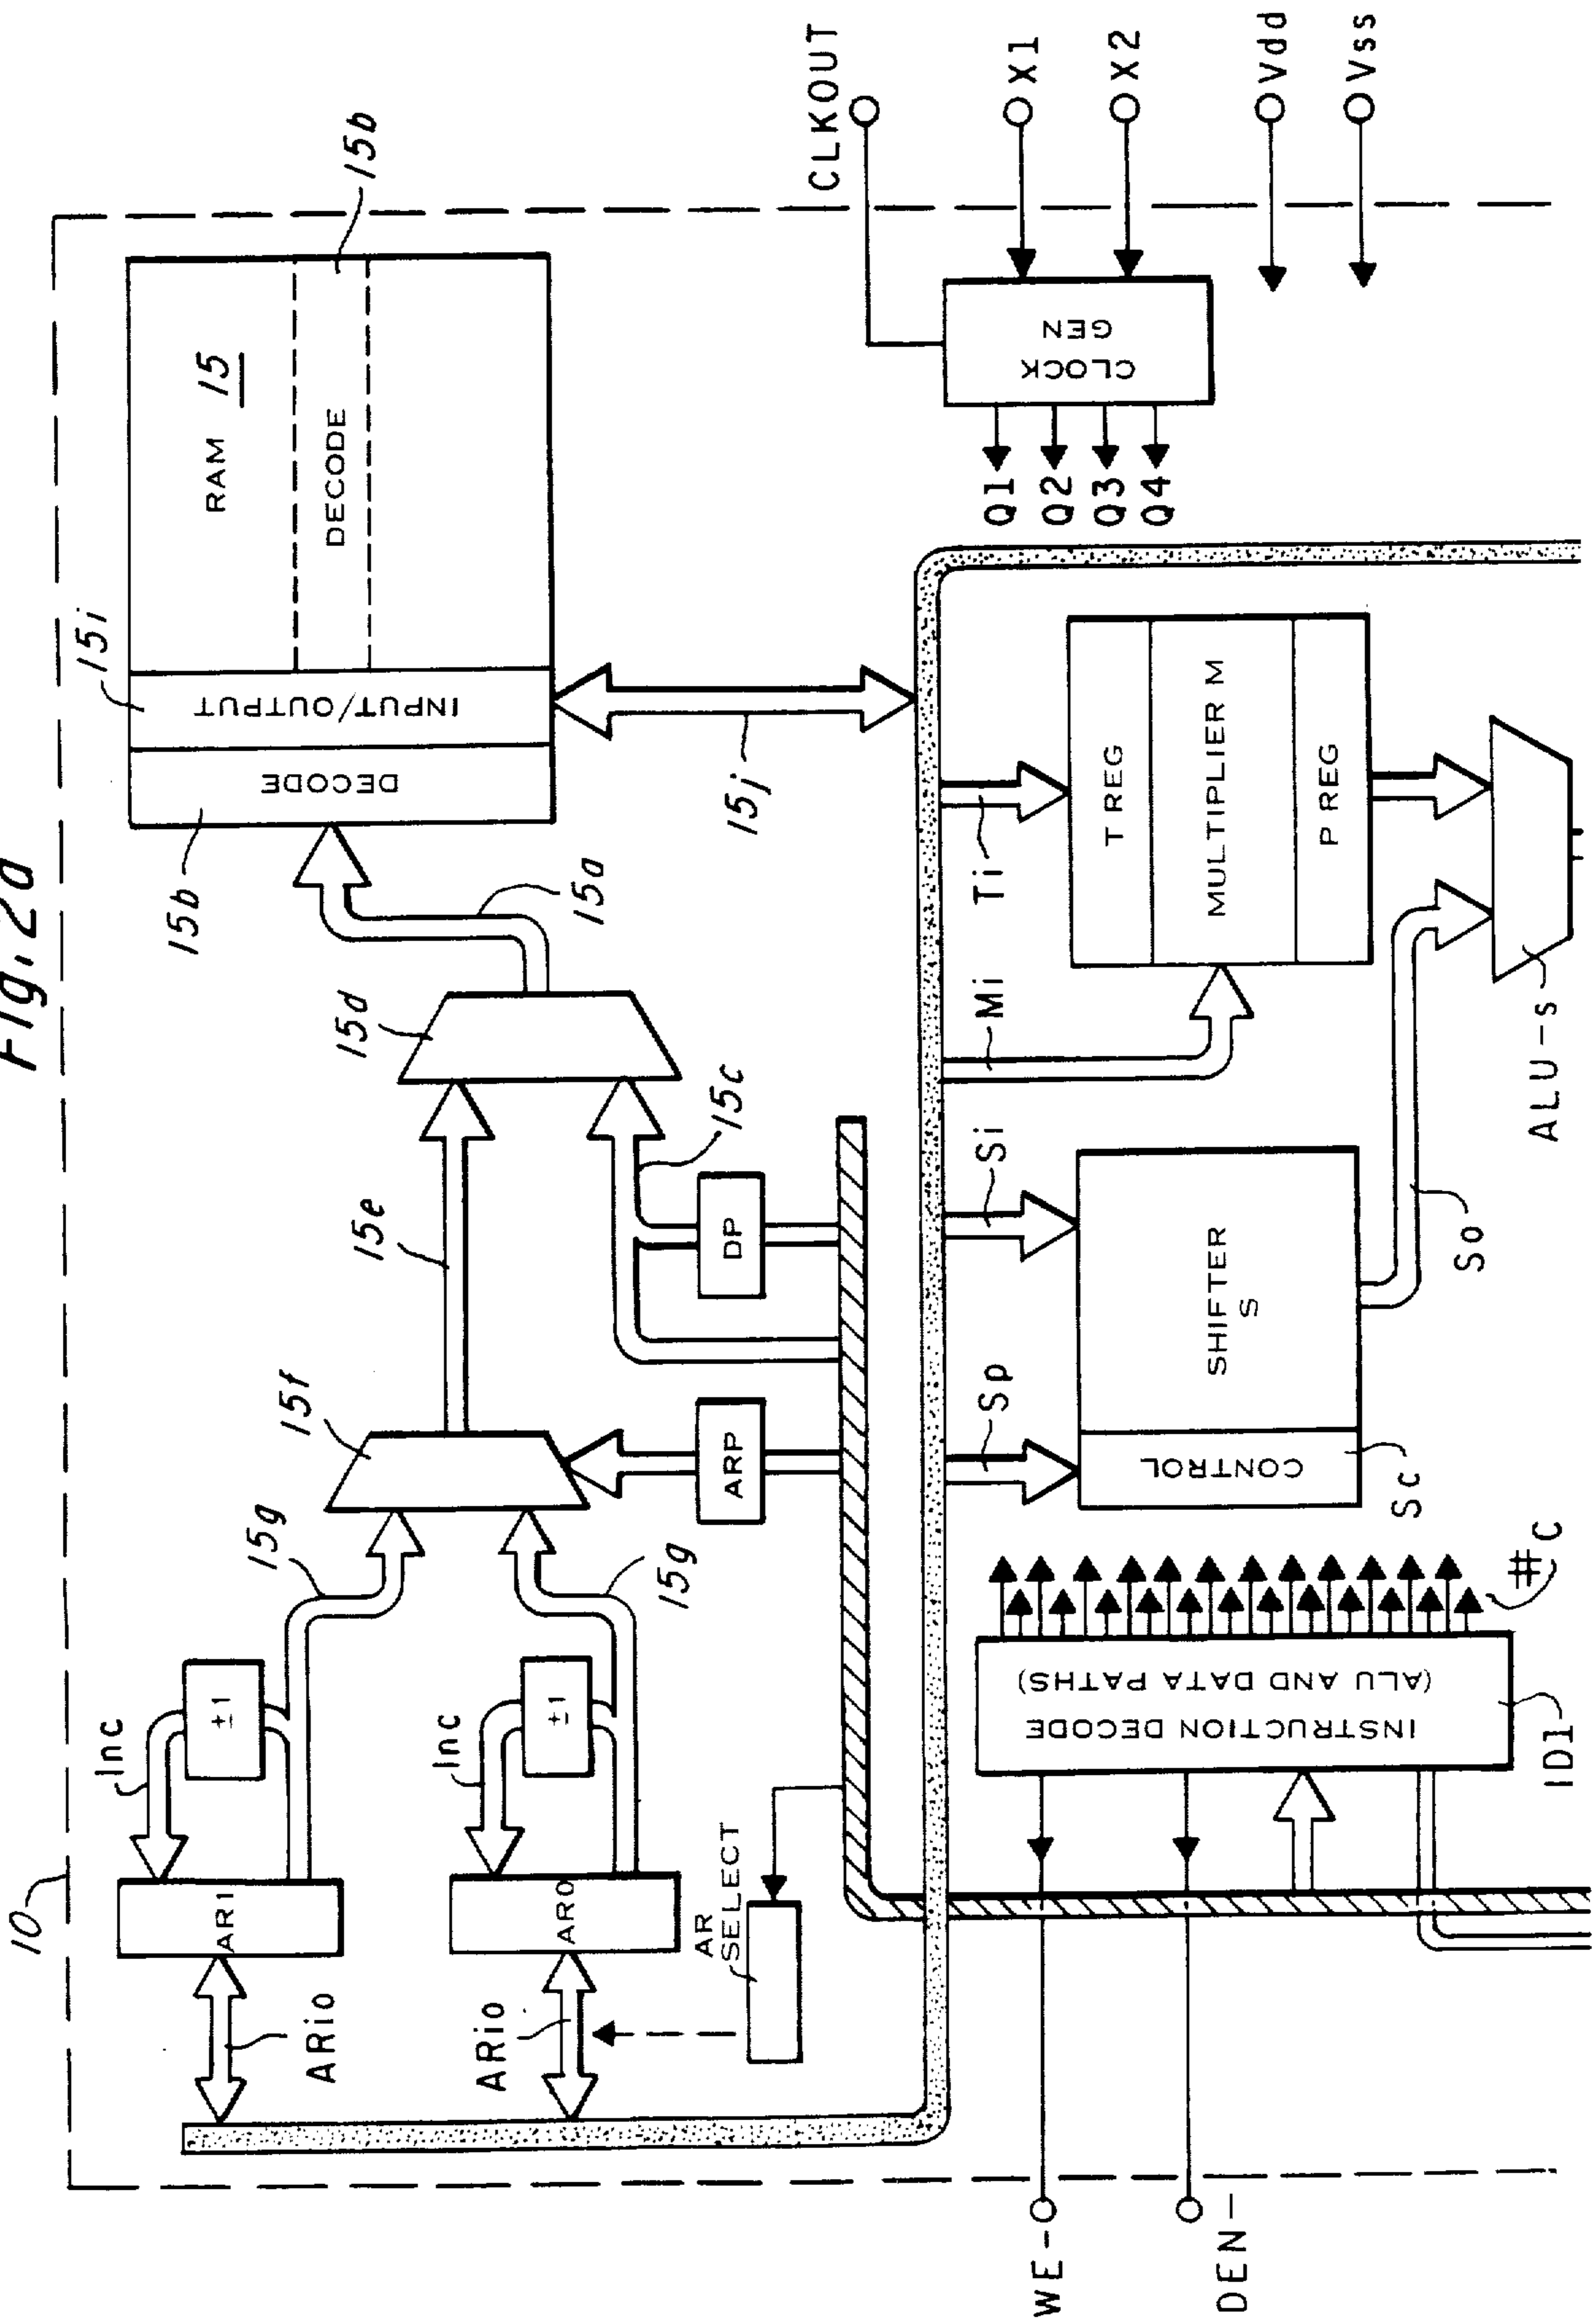 Fig. 2a
10
Inc
±1
AR1
ARio
15g
Inc
±1
AR0
ARio
15g
AR
SELECT
15f
ARP
15e
15d
15c
DP
15a
15b
DECODE
INPUT/OUTPUT
15i
RAM 15
DECODE
15b
15j
CLKOUT
X1
X2
Vdd
Vss
CLOCK
GEN
Q1
Q2
Q3
Q4
Sp
Si
Mi
Ti
CONTROL
Sc
SHIFTER
S
So
T REG
MULTIPLIER M
P REG
ALU-s
INSTRUCTION DECODE
(ALU AND DATA PATHS)
ID1
#C
WE-
DEN-